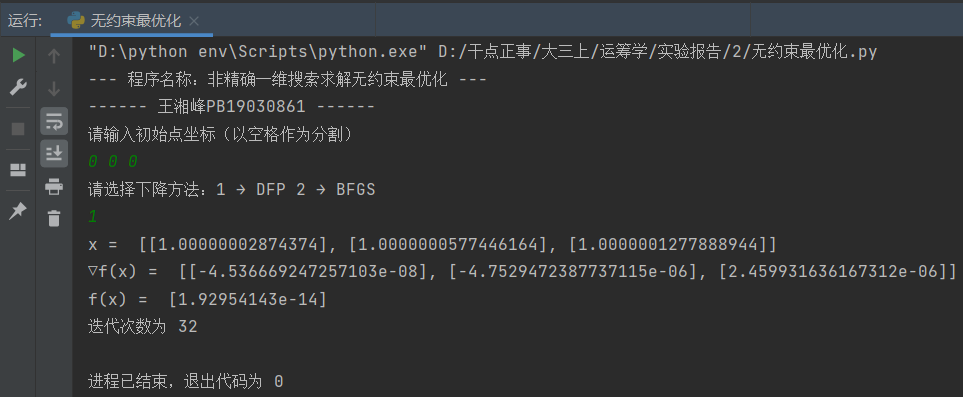 运行: 无约束最优化
"D:\python env\Scripts\python.exe" D:/干点正事/大三上/运筹学/实验报告/2/无约束最优化.py
--- 程序名称：非精确一维搜索求解无约束最优化 ---
------ 王湘峰PB19030861 ------
请输入初始点坐标（以空格作为分割）
0 0 0
请选择下降方法：1 → DFP 2 → BFGS
1
x =  [[1.00000002874374], [1.0000000577446164], [1.0000001277888944]]
▽f(x) =  [[-4.536669247257103e-08], [-4.7529472387737115e-06], [2.459931636167312e-06]]
f(x) =  [1.92954143e-14]
迭代次数为 32
进程已结束，退出代码为 0